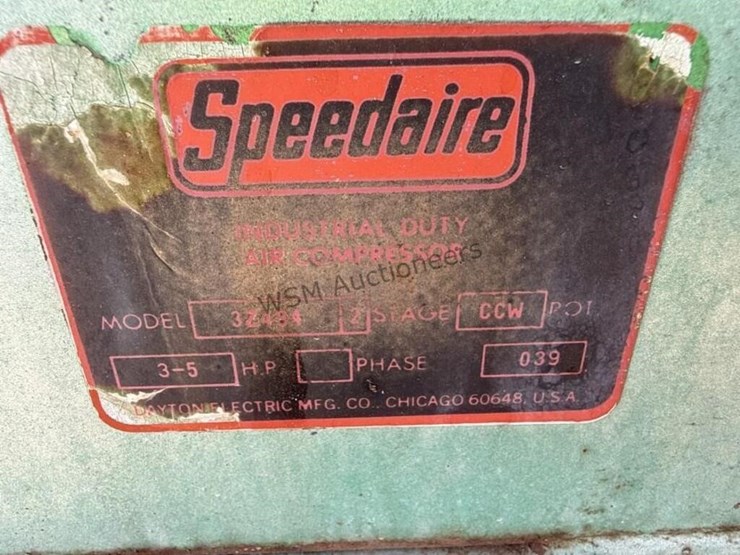 Speedaire
INDUSTRIAL DUTY
AIR COMPRESSOR
WSM Auctioneers
MODEL 2 STAGE CCW ROT
3-5 H.P. PHASE 039
DAYTON ELECTRIC MFG. CO., CHICAGO 60648, U.S.A.